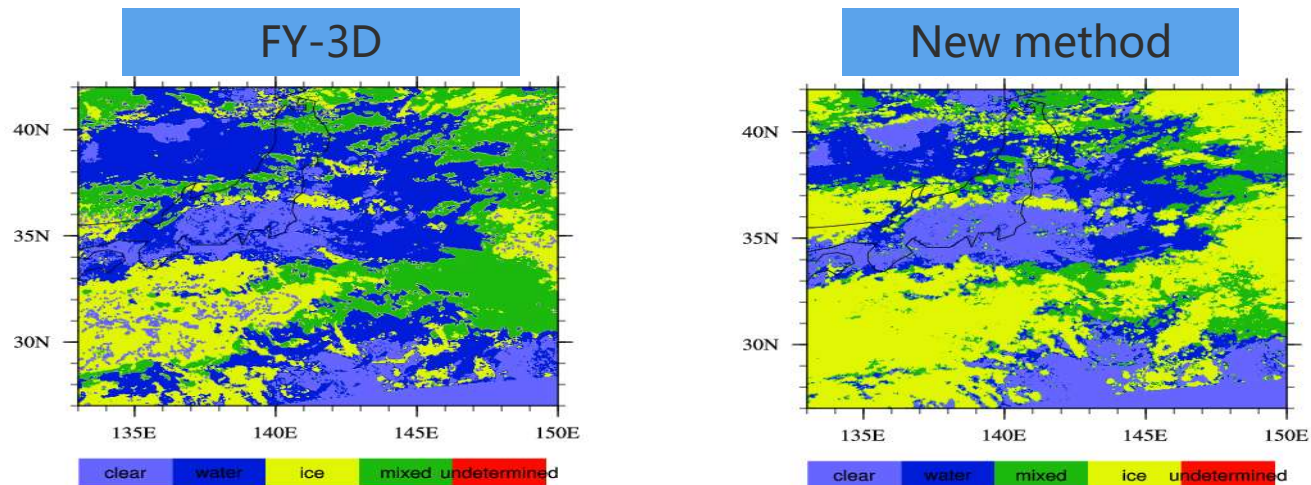 FY-3D
New method
40N
35N
30N
135E 140E 145E 150E
clear water ice mixed undetermined
40N
35N
30N
135E 140E 145E 150E
clear water mixed ice undetermined